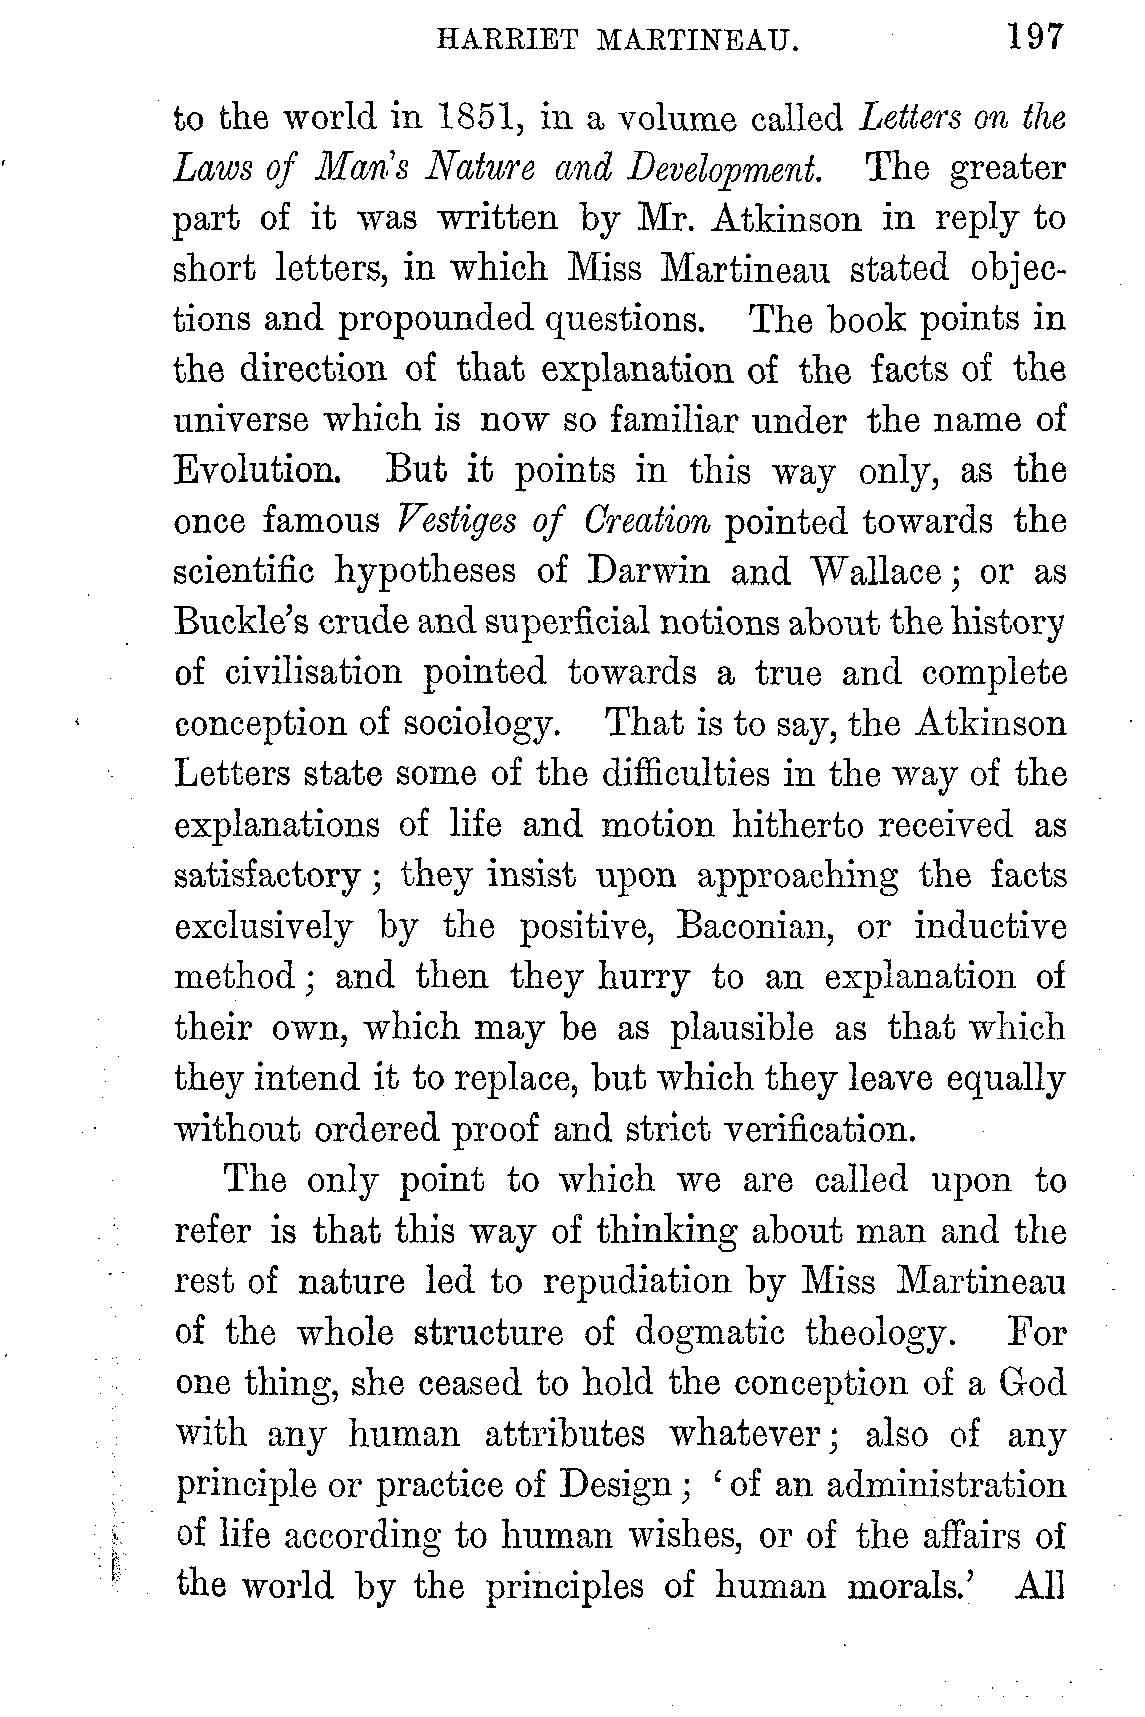 HARRIET MARTINEAU. 197
to the world in 1851, in a volume called Letters on the
Laws of Man's Nature and Development. The greater
part of it was written by Mr. Atkinson in reply to
short letters, in which Miss Martineau stated objec-
tions and propounded questions. The book points in
the direction of that explanation of the facts of the
universe which is now so familiar under the name of
Evolution. But it points in this way only, as the
once famous Vestiges of Creation pointed towards the
scientific hypotheses of Darwin and Wallace; or as
Buckle's crude and superficial notions about the history
of civilisation pointed towards a true and complete
conception of sociology. That is to say, the Atkinson
Letters state some of the difficulties in the way of the
explanations of life and motion hitherto received as
satisfactory; they insist upon approaching the facts
exclusively by the positive, Baconian, or inductive
method; and then they hurry to an explanation of
their own, which may be as plausible as that which
they intend it to replace, but which they leave equally
without ordered proof and strict verification.
The only point to which we are called upon to
refer is that this way of thinking about man and the
rest of nature led to repudiation by Miss Martineau
of the whole structure of dogmatic theology. For
one thing, she ceased to hold the conception of a God
with any human attributes whatever; also of any
principle or practice of Design; 'of an administration
of life according to human wishes, or of the affairs of
the world by the principles of human morals.' All